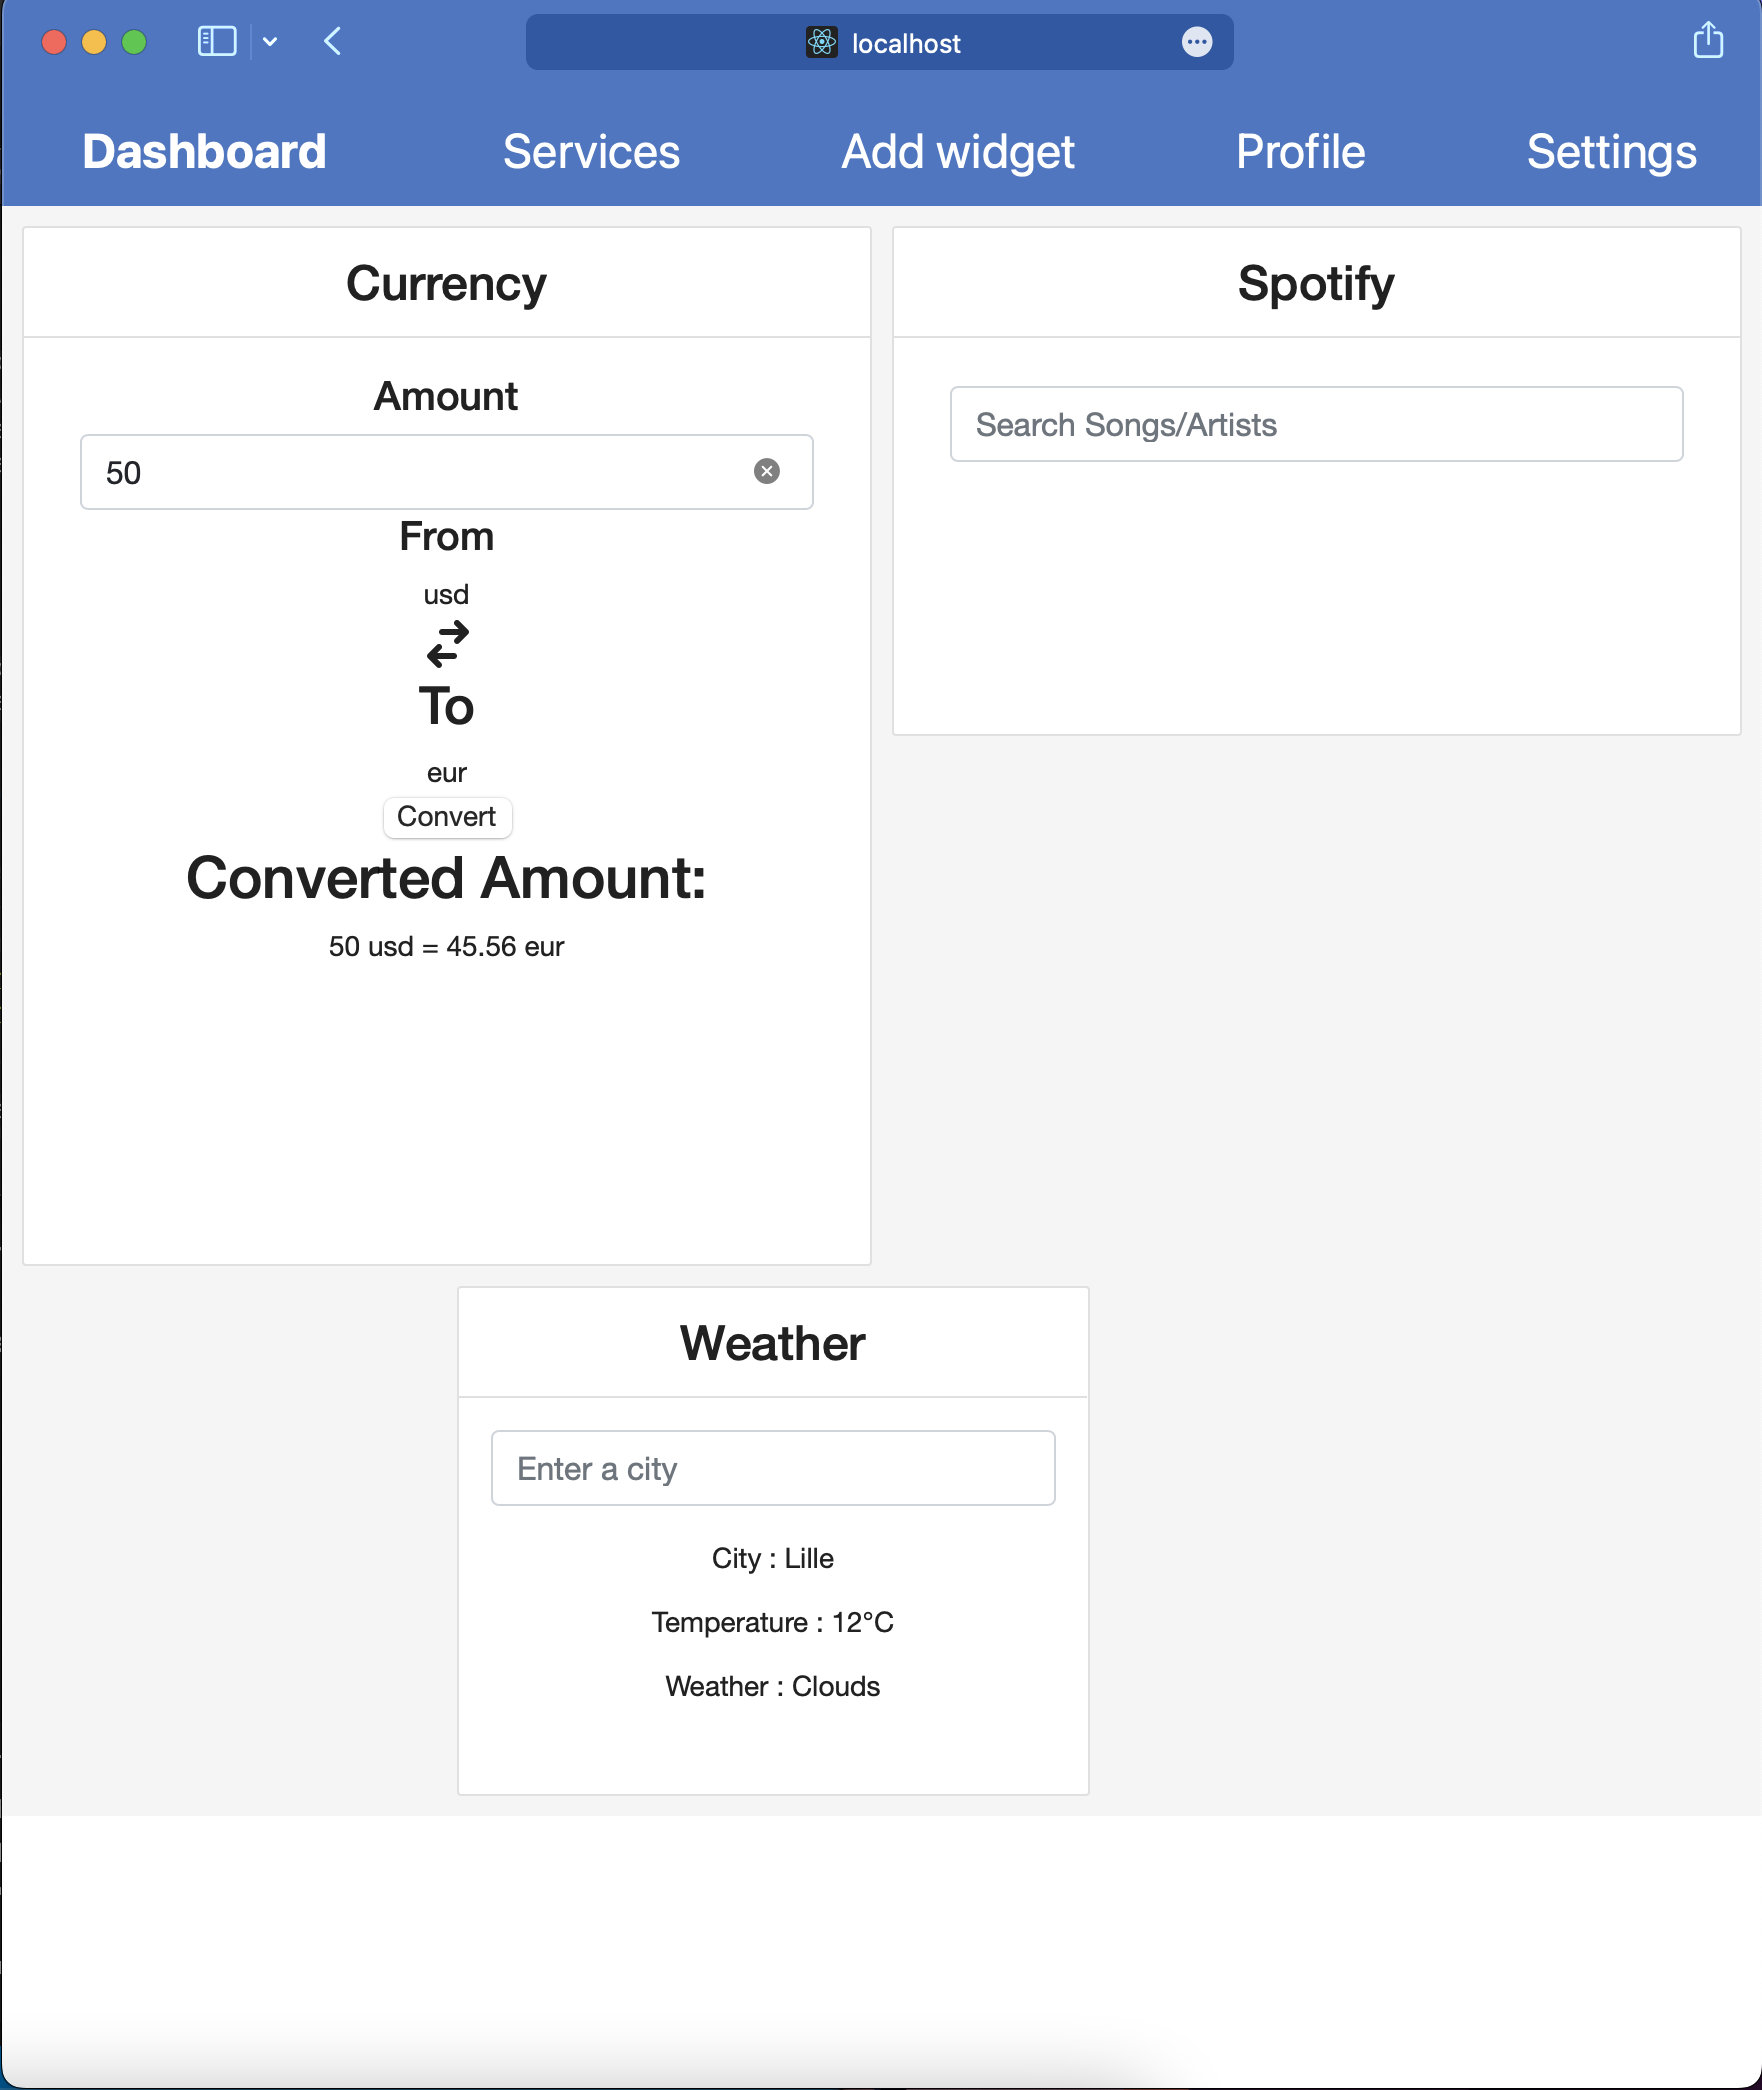 localhost
Dashboard Services Add widget Profile Settings
Currency
Amount
50
From
usd
To
eur
Convert
Converted Amount:
50 usd = 45.56 eur
Spotify
Search Songs/Artists
Weather
Enter a city
City : Lille
Temperature : 12°C
Weather : Clouds